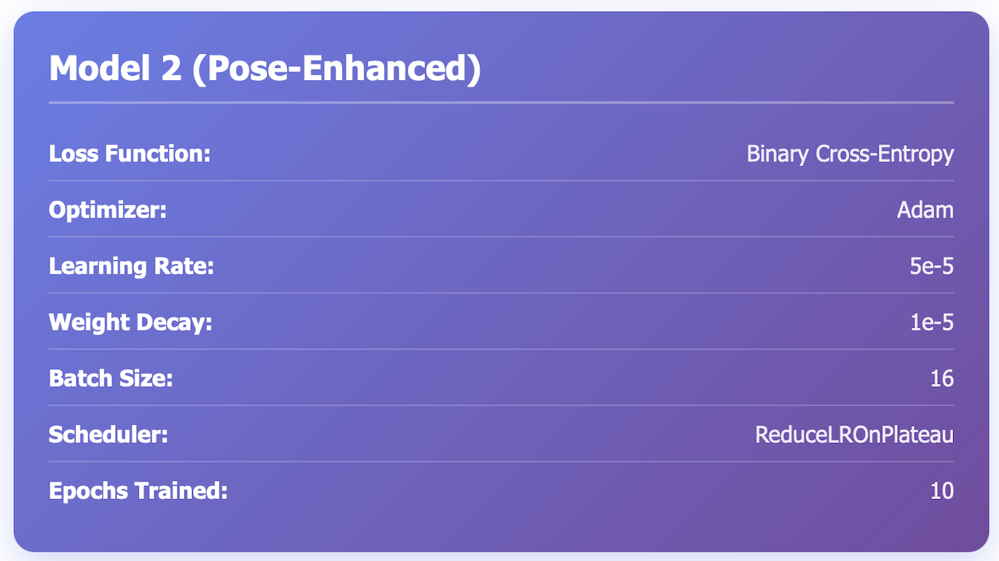 Model 2 (Pose-Enhanced)
Loss Function: Binary Cross-Entropy
Optimizer: Adam
Learning Rate: 5e-5
Weight Decay: 1e-5
Batch Size: 16
Scheduler: ReduceLROnPlateau
Epochs Trained: 10